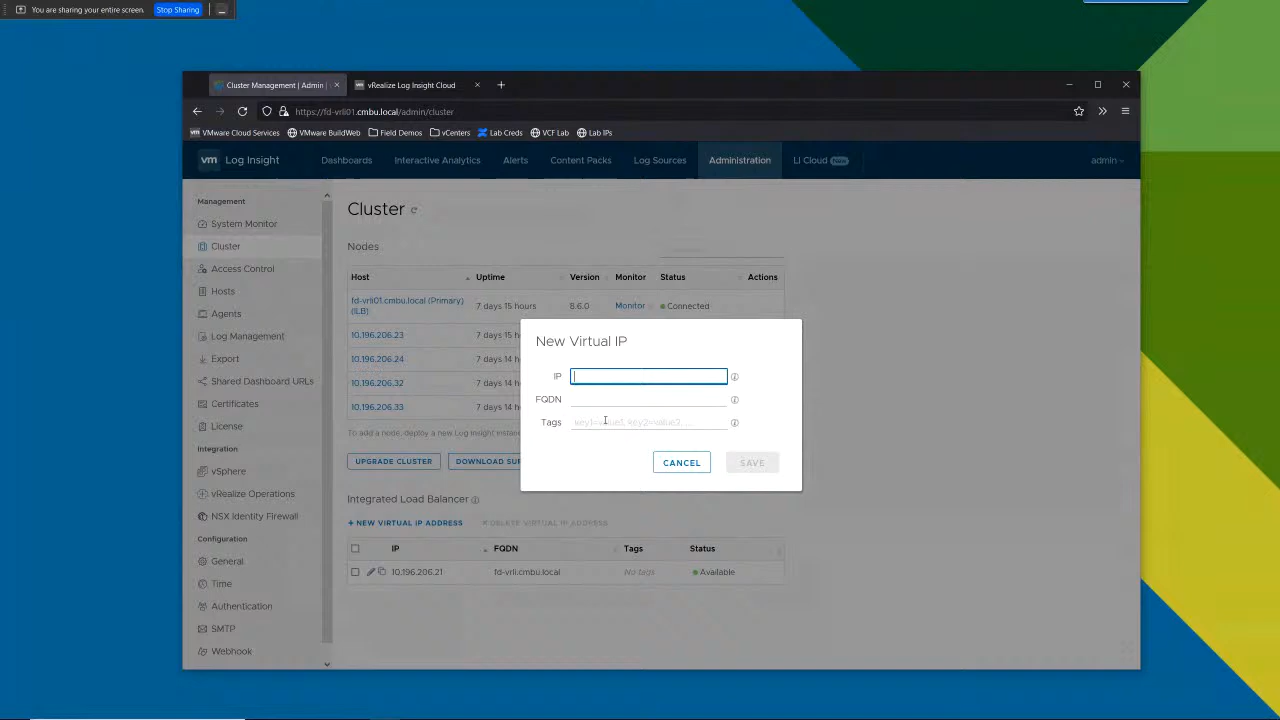 You are sharing your entire screen. Stop Sharing
Cluster Management | Admin
vRealize Log Insight Cloud
https://fd-vrli01.cmbu.local/admin/cluster
VMware Cloud Services VMware BuildWeb Field Demos vCenters Lab Creds VCF Lab Lab IPs
vm Log Insight Dashboards Interactive Analytics Alerts Content Packs Log Sources Administration LI Cloud New admin
Management
System Monitor
Cluster
Access Control
Hosts
Agents
Log Management
Export
Shared Dashboard URLs
Certificates
License
Integration
vSphere
vRealize Operations
NSX Identity Firewall
Configuration
General
Time
Authentication
SMTP
Webhook
Cluster
Nodes
Host Uptime Version Monitor Status Actions
fd-vrli01.cmbu.local (Primary) 7 days 15 hours 8.6.0 Monitor Connected
(ILB)
10.196.206.23 7 days 15 h
10.196.206.24 7 days 14 h
10.196.206.32 7 days 14
10.196.206.33 7 days 14
To add a node, deploy a new Log Insight instan
UPGRADE CLUSTER DOWNLOAD SUP
New Virtual IP
IP
FQDN
Tags key1=value1, key2=value2, ...
CANCEL SAVE
Integrated Load Balancer
+ NEW VIRTUAL IP ADDRESS DELETE VIRTUAL IP ADDRESS
IP FQDN Tags Status
10.196.206.21 fd-vrli.cmbu.local No tags Available